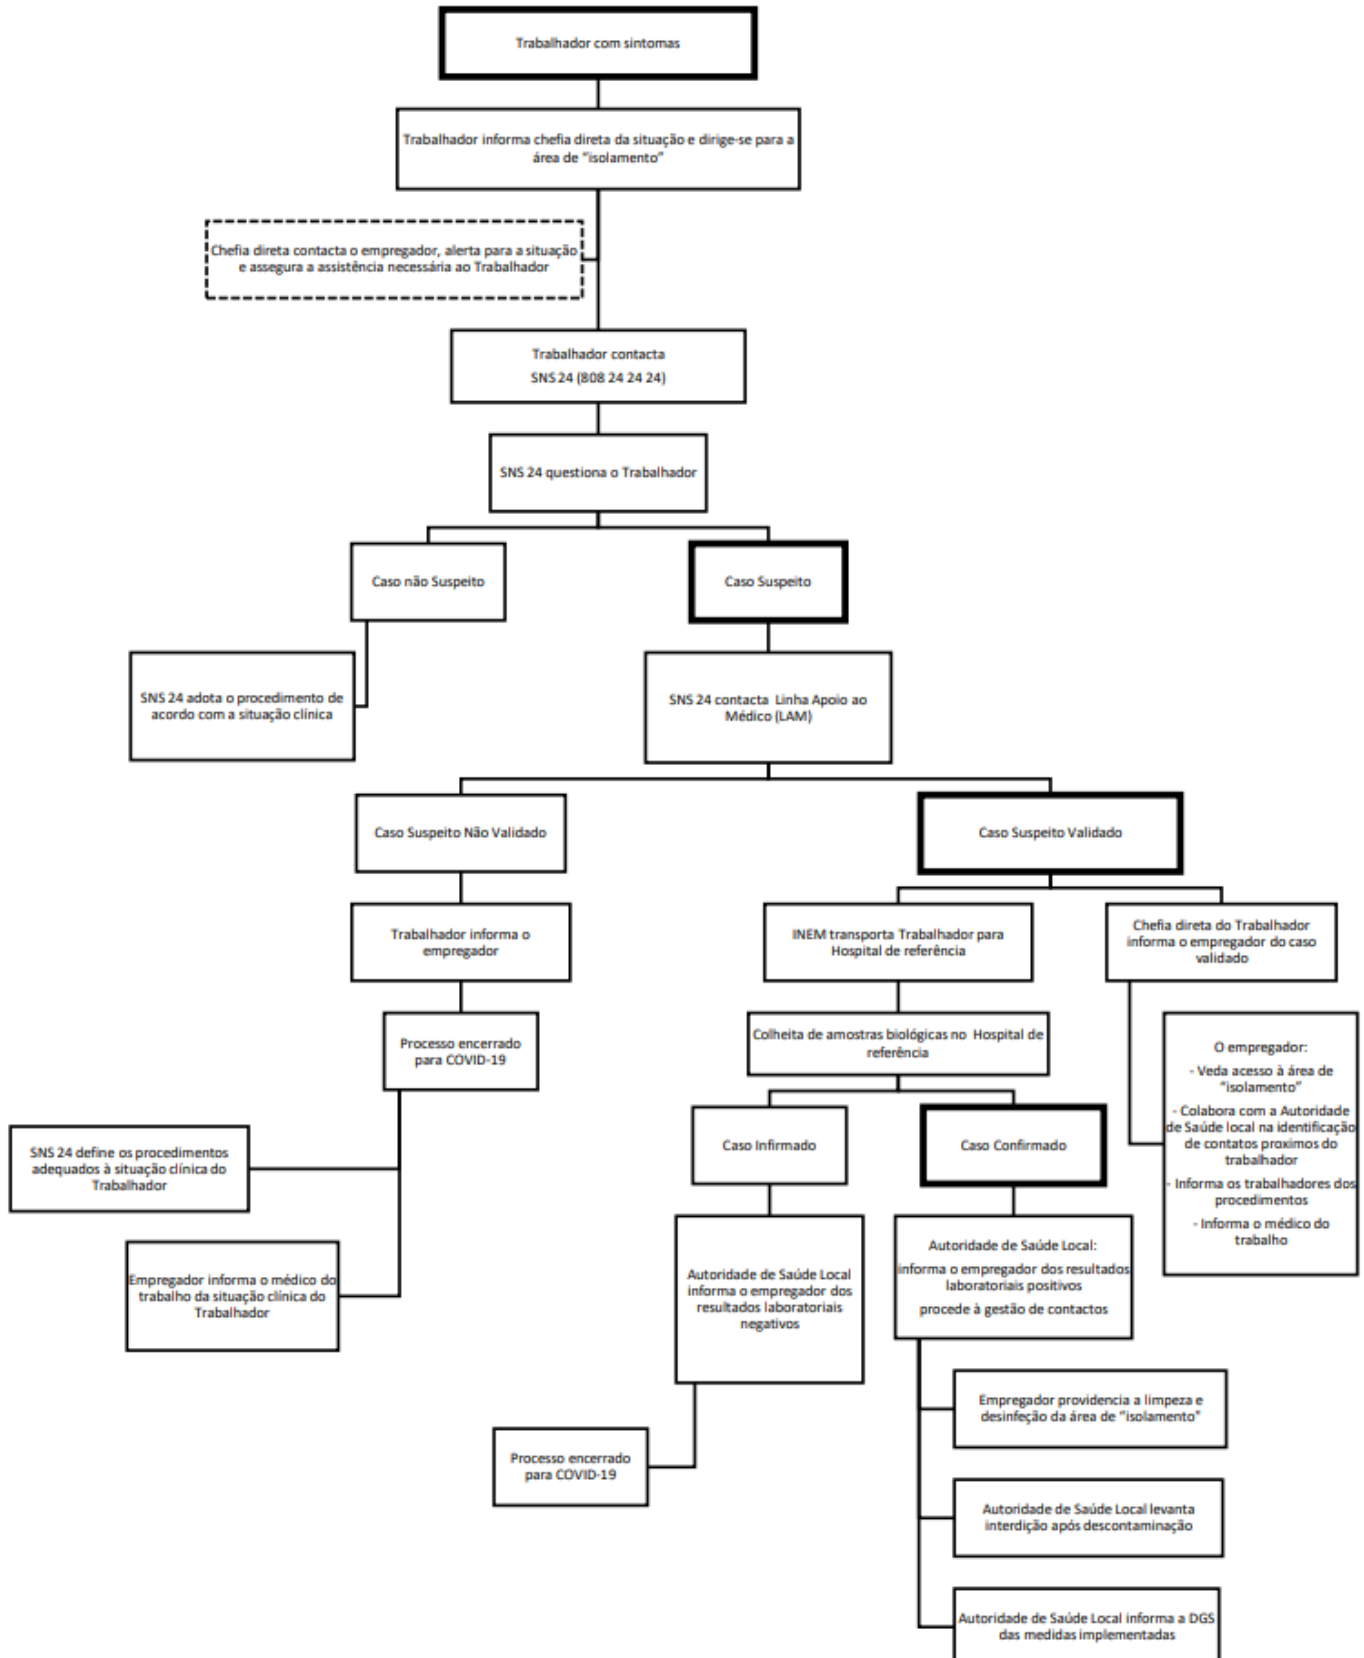 Trabalhador com sintomas
Trabalhador informa chefia direta da situação e dirige-se para a
área de "isolamento"
Chefia direta contacta o empregador, alerta para a situação
e assegura a assistência necessária ao Trabalhador
Trabalhador contacta
SNS 24 (808 24 24 24)
SNS 24 questiona o Trabalhador
Caso não Suspeito
Caso Suspeito
SNS 24 adota o procedimento de
acordo com a situação clínica
SNS 24 contacta Linha Apoio ao
Médico (LAM)
Caso Suspeito Não Validado
Caso Suspeito Validado
Trabalhador informa o
empregador
INEM transporta Trabalhador para
Hospital de referência
Chefia direta do Trabalhador
informa o empregador do caso
validado
Processo encerrado
para COVID-19
Colheita de amostras biológicas no Hospital de
referência
O empregador:
- Veda acesso à área de
"isolamento"
- Colabora com a Autoridade
de Saúde local na identificação
de contatos proximos do
trabalhador
- Informa os trabalhadores dos
procedimentos
- Informa o médico do
trabalho
SNS 24 define os procedimentos
adequados à situação clínica do
Trabalhador
Caso Infirmado
Caso Confirmado
Empregador informa o médico do
trabalho da situação clínica do
Trabalhador
Autoridade de Saúde Local
informa o empregador dos
resultados laboratoriais
negativos
Autoridade de Saúde Local:
informa o empregador dos resultados
laboratoriais positivos
procede à gestão de contactos
Processo encerrado
para COVID-19
Empregador providencia a limpeza e
desinfeção da área de "isolamento"
Autoridade de Saúde Local levanta
interdição após descontaminação
Autoridade de Saúde Local informa a DGS
das medidas implementadas